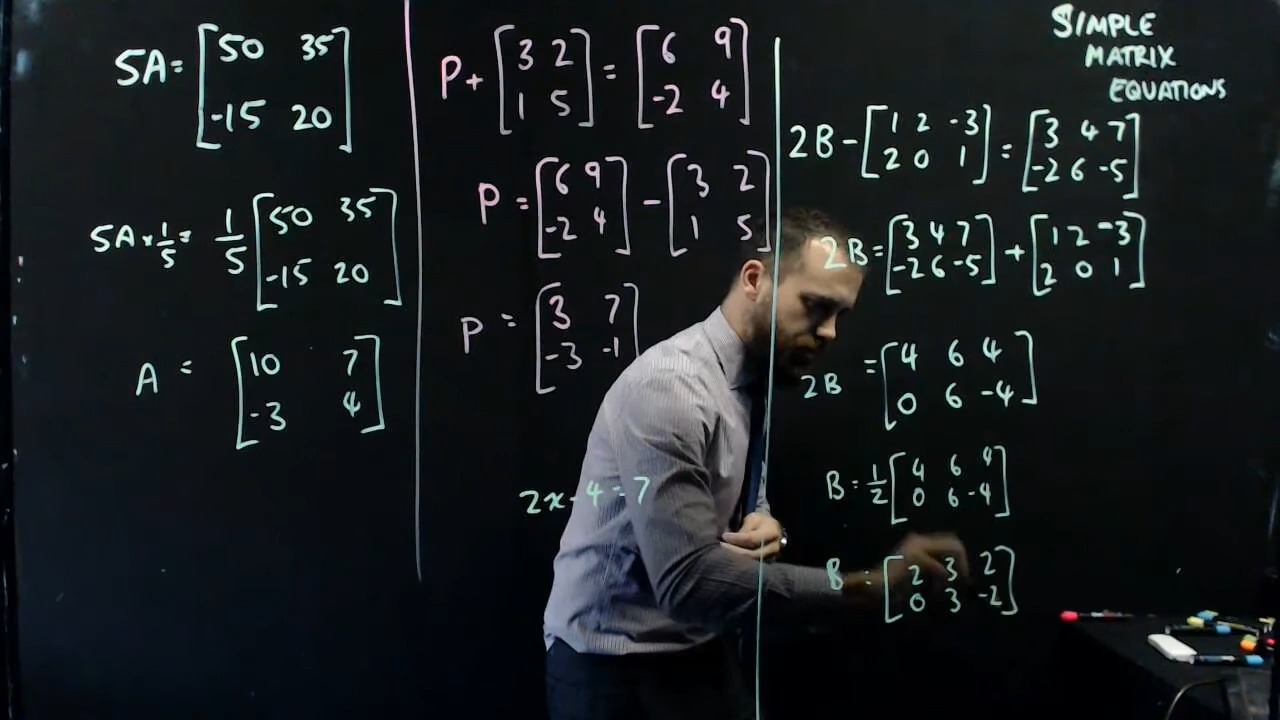 SIMPLE
MATRIX
EQUATIONS
5A= [50 35
-15 20]
5A×1/5= 1/5 [50 35
-15 20]
A = [10 7
-3 4]
P+ [3 2
1 5] = [6 9
-2 4]
P = [6 9
-2 4] - [3 2
1 5]
P = [3 7
-3 -1]
2x-4=7
2B- [1 2 -3
2 0 1] = [3 4 7
-2 6 -5]
2B= [3 4 7
-2 6 -5] + [1 2 -3
2 0 1]
2B = [4 6 4
0 6 -4]
B= 1/2 [4 6 4
0 6 -4]
B = [2 3 2
0 3 -2]